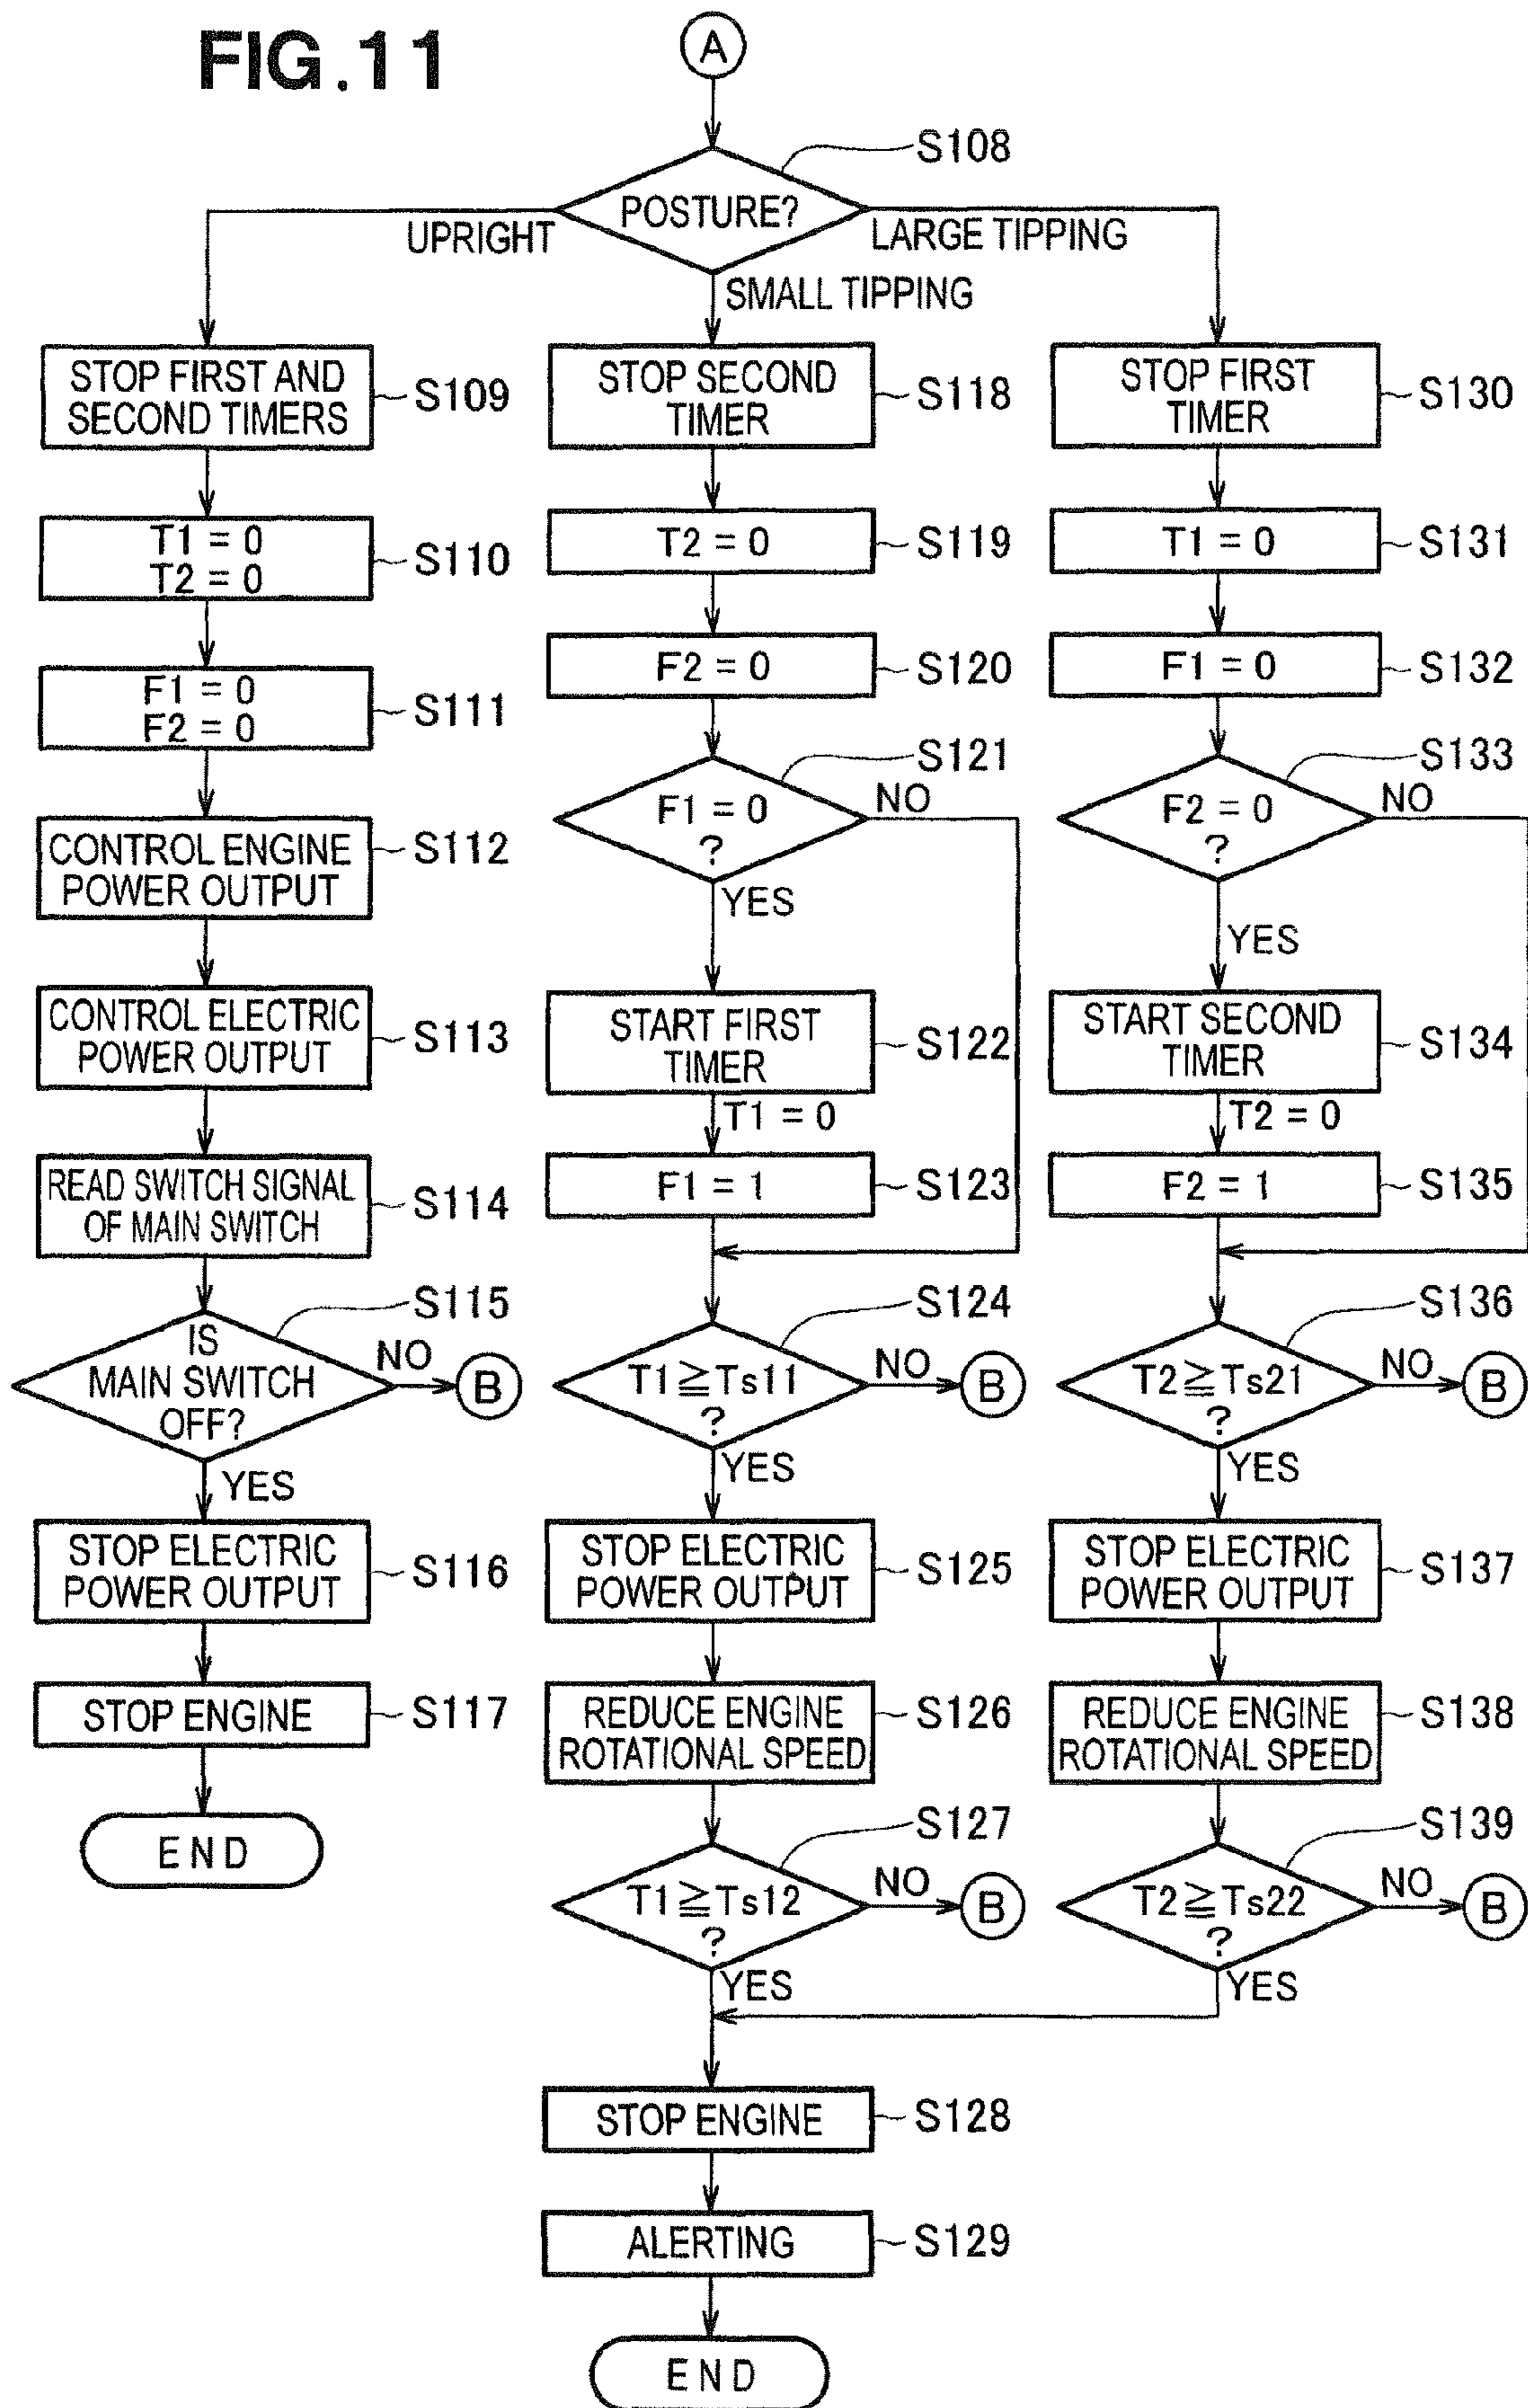 FIG.11
A
S108
POSTURE?
UPRIGHT
LARGE TIPPING
SMALL TIPPING
STOP FIRST AND
SECOND TIMERS
S109
T1 = 0
T2 = 0
S110
F1 = 0
F2 = 0
S111
CONTROL ENGINE
POWER OUTPUT
S112
CONTROL ELECTRIC
POWER OUTPUT
S113
READ SWITCH SIGNAL
OF MAIN SWITCH
S114
S115
IS
MAIN SWITCH
OFF?
NO
B
YES
STOP ELECTRIC
POWER OUTPUT
S116
STOP ENGINE
S117
END
STOP SECOND
TIMER
S118
T2 = 0
S119
F2 = 0
S120
S121
F1 = 0
?
NO
YES
START FIRST
TIMER
S122
T1 = 0
F1 = 1
S123
S124
T1 ≧ Ts11
?
NO
B
YES
STOP ELECTRIC
POWER OUTPUT
S125
REDUCE ENGINE
ROTATIONAL SPEED
S126
S127
T1 ≧ Ts12
?
NO
B
YES
STOP ENGINE
S128
ALERTING
S129
END
STOP FIRST
TIMER
S130
T1 = 0
S131
F1 = 0
S132
S133
F2 = 0
?
NO
YES
START SECOND
TIMER
S134
T2 = 0
F2 = 1
S135
S136
T2 ≧ Ts21
?
NO
B
YES
STOP ELECTRIC
POWER OUTPUT
S137
REDUCE ENGINE
ROTATIONAL SPEED
S138
S139
T2 ≧ Ts22
?
NO
B
YES